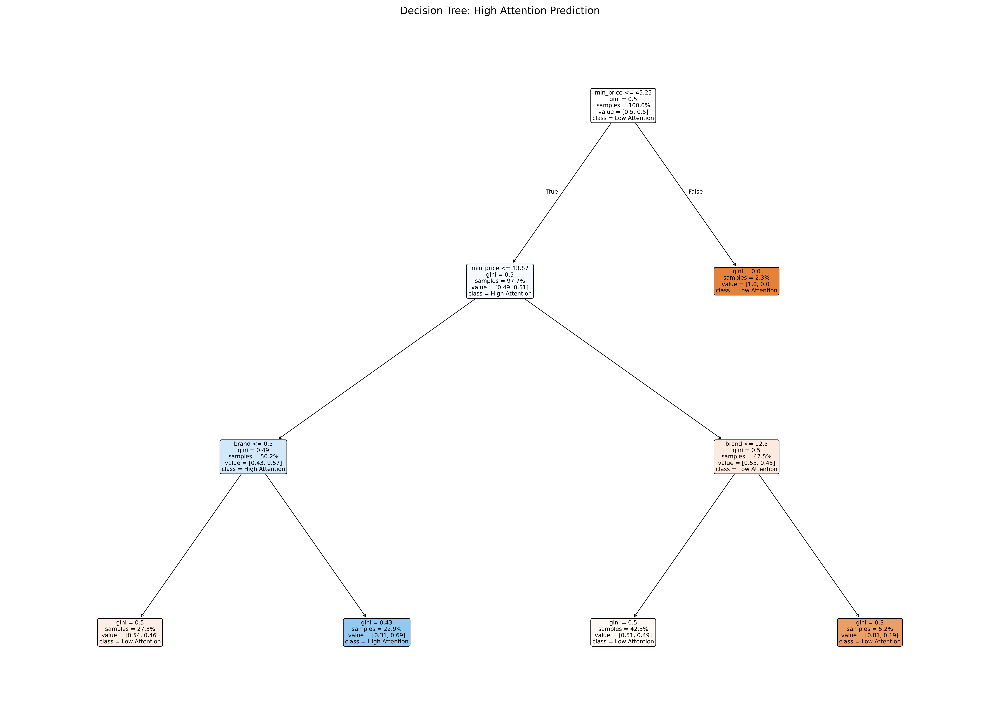 Decision Tree: High Attention Prediction
min_price <= 45.25
gini = 0.5
samples = 100.0%
value = [0.5, 0.5]
class = Low Attention
True
False
min_price <= 13.87
gini = 0.5
samples = 97.7%
value = [0.49, 0.51]
class = High Attention
gini = 0.0
samples = 2.3%
value = [1.0, 0.0]
class = Low Attention
brand <= 0.5
gini = 0.49
samples = 50.2%
value = [0.43, 0.57]
class = High Attention
brand <= 12.5
gini = 0.5
samples = 47.5%
value = [0.55, 0.45]
class = Low Attention
gini = 0.5
samples = 27.3%
value = [0.54, 0.46]
class = Low Attention
gini = 0.43
samples = 22.9%
value = [0.31, 0.69]
class = High Attention
gini = 0.5
samples = 42.3%
value = [0.51, 0.49]
class = Low Attention
gini = 0.3
samples = 5.2%
value = [0.81, 0.19]
class = Low Attention